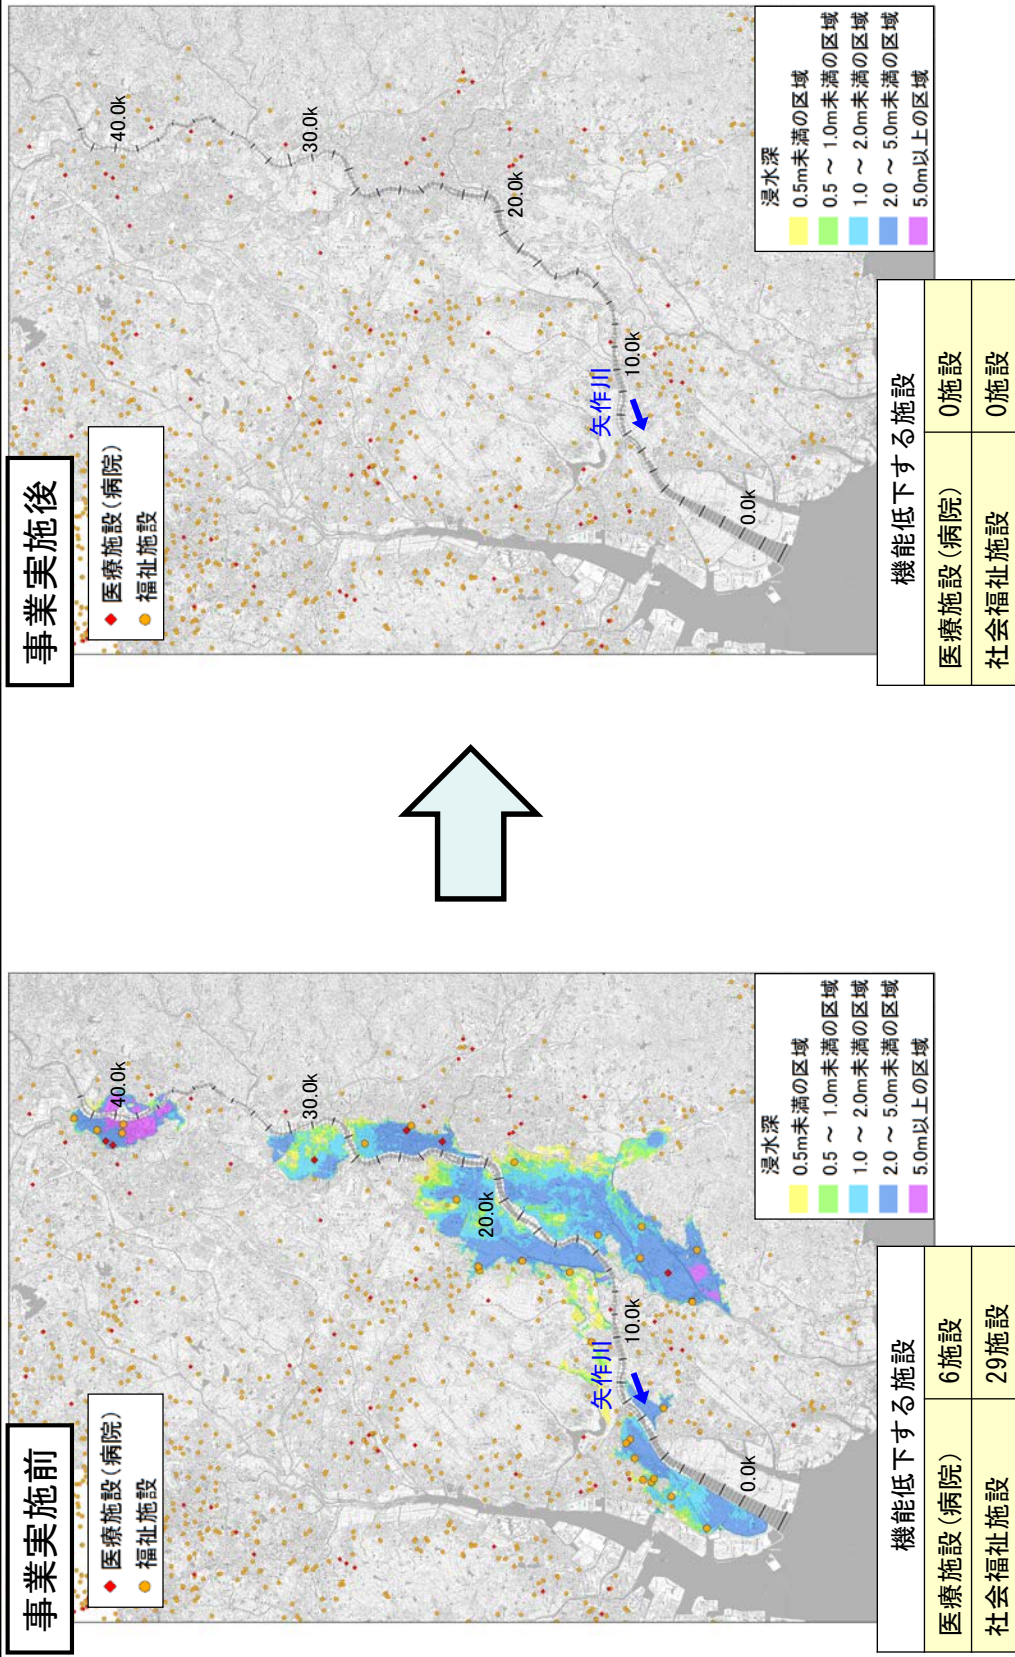 事業実施前
医療施設(病院)
福祉施設
40.0k
30.0k
20.0k
10.0k
0.0k
矢作川
浸水深
0.5m未満の区域
0.5 ～ 1.0m未満の区域
1.0 ～ 2.0m未満の区域
2.0 ～ 5.0m未満の区域
5.0m以上の区域
機能低下する施設
医療施設(病院) 6施設
社会福祉施設 29施設
事業実施後
医療施設(病院)
福祉施設
40.0k
30.0k
20.0k
10.0k
0.0k
矢作川
浸水深
0.5m未満の区域
0.5 ～ 1.0m未満の区域
1.0 ～ 2.0m未満の区域
2.0 ～ 5.0m未満の区域
5.0m以上の区域
機能低下する施設
医療施設(病院) 0施設
社会福祉施設 0施設